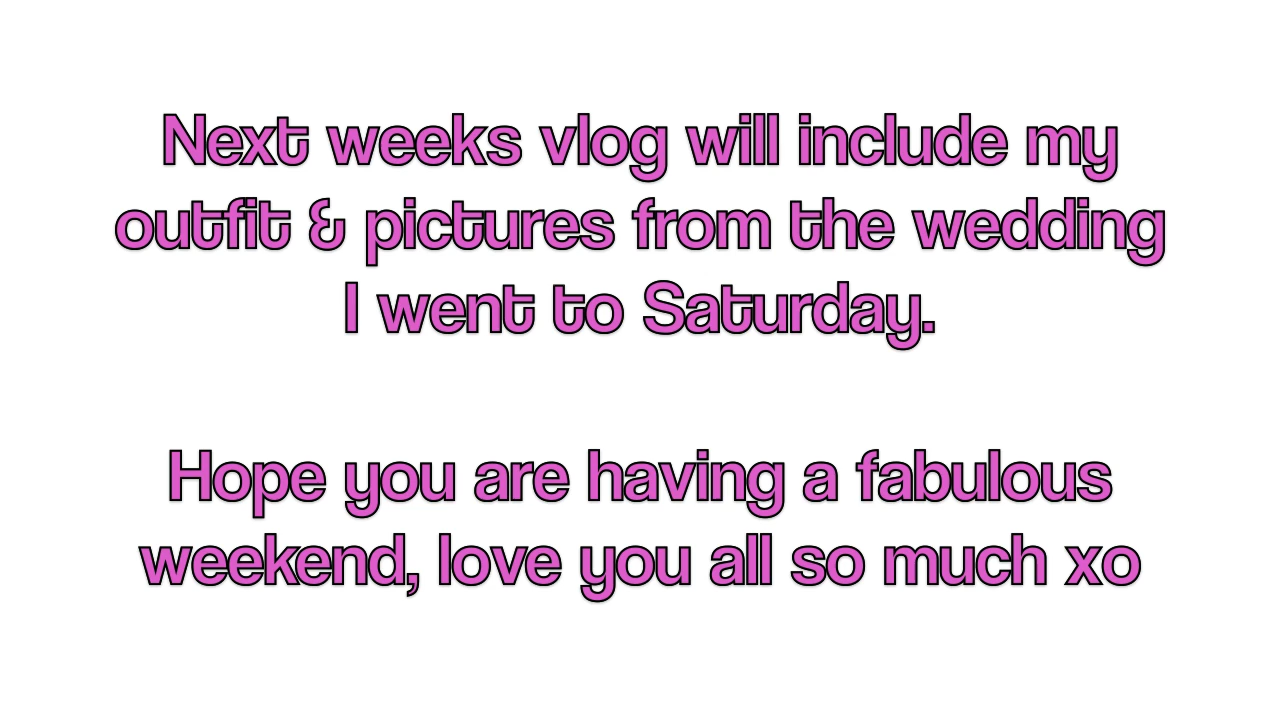 Next weeks vlog will include my
outfit & pictures from the wedding
I went to Saturday.
Hope you are having a fabulous
weekend, love you all so much xo